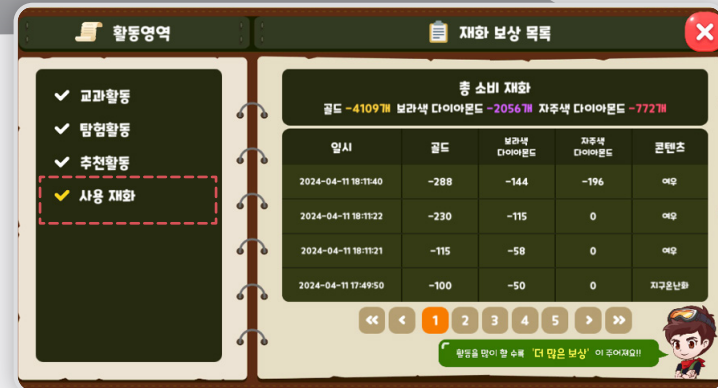 활동영역
교과활동
탐험활동
추천활동
사용 재화
재화 보상 목록
총 소비 재화
골드 -4109개 보라색 다이아몬드 -2056개 자주색 다이아몬드 -772개
일시 골드 보라색 다이아몬드 자주색 다이아몬드 콘텐츠
2024-04-11 18:11:40 -288 -144 -196 여우
2024-04-11 18:11:22 -230 -115 0 여우
2024-04-11 18:11:21 -115 -58 0 여우
2024-04-11 17:49:50 -100 -50 0 지구온난화
« ‹ 1 2 3 4 5 › »
활동을 많이 할 수록 '더 많은 보상' 이 주어져요!!